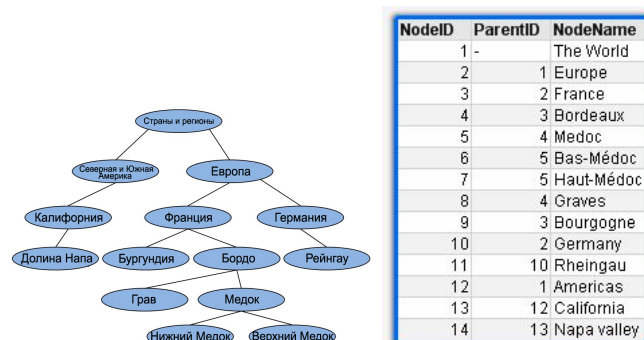 Страны и регионы
Северная и Южная
Америка
Европа
Калифорния
Франция
Германия
Долина Напа
Бургундия
Бордо
Рейнгау
Грав
Медок
Нижний Медок
Верхний Медок
NodeID ParentID NodeName
1 - The World
2 1 Europe
3 2 France
4 3 Bordeaux
5 4 Medoc
6 5 Bas-Médoc
7 5 Haut-Médoc
8 4 Graves
9 3 Bourgogne
10 2 Germany
11 10 Rheingau
12 1 Americas
13 12 California
14 13 Napa valley